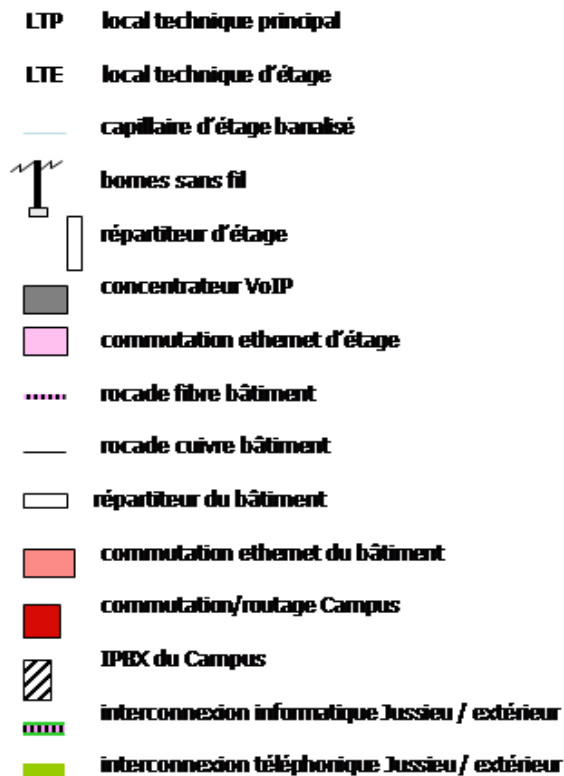 LTP local technique principal
LTE local technique d'étage
capillaire d'étage banalisé
bornes sans fil
répartiteur d'étage
concentrateur VoIP
commutation ethernet d'étage
rocade fibre bâtiment
rocade cuivre bâtiment
répartiteur du bâtiment
commutation ethernet du bâtiment
commutation/routage Campus
IPBX du Campus
interconnexion informatique Jussieu / extérieur
interconnexion téléphonique Jussieu / extérieur